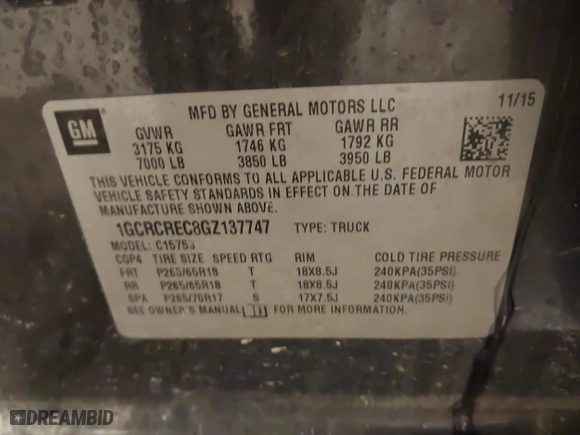 GM
MFD BY GENERAL MOTORS LLC
11/15
GVWR GAWR FRT GAWR RR
3175 KG 1746 KG 1792 KG
7000 LB 3850 LB 3950 LB
THIS VEHICLE CONFORMS TO ALL APPLICABLE U.S. FEDERAL MOTOR
VEHICLE SAFETY STANDARDS IN EFFECT ON THE DATE OF
MANUFACTURE SHOWN ABOVE.
1GCRCREC8GZ137747 TYPE: TRUCK
MODEL: C15753
CGP4 TIRE SIZE SPEED RTG RIM COLD TIRE PRESSURE
FRT P265/65R18 T 18X8.5J 240KPA(35PSI)
RR P265/65R18 T 18X8.5J 240KPA(35PSI)
SPA P265/70R17 S 17X7.5J 240KPA(35PSI)
SEE OWNER'S MANUAL FOR MORE INFORMATION
DREAMBID